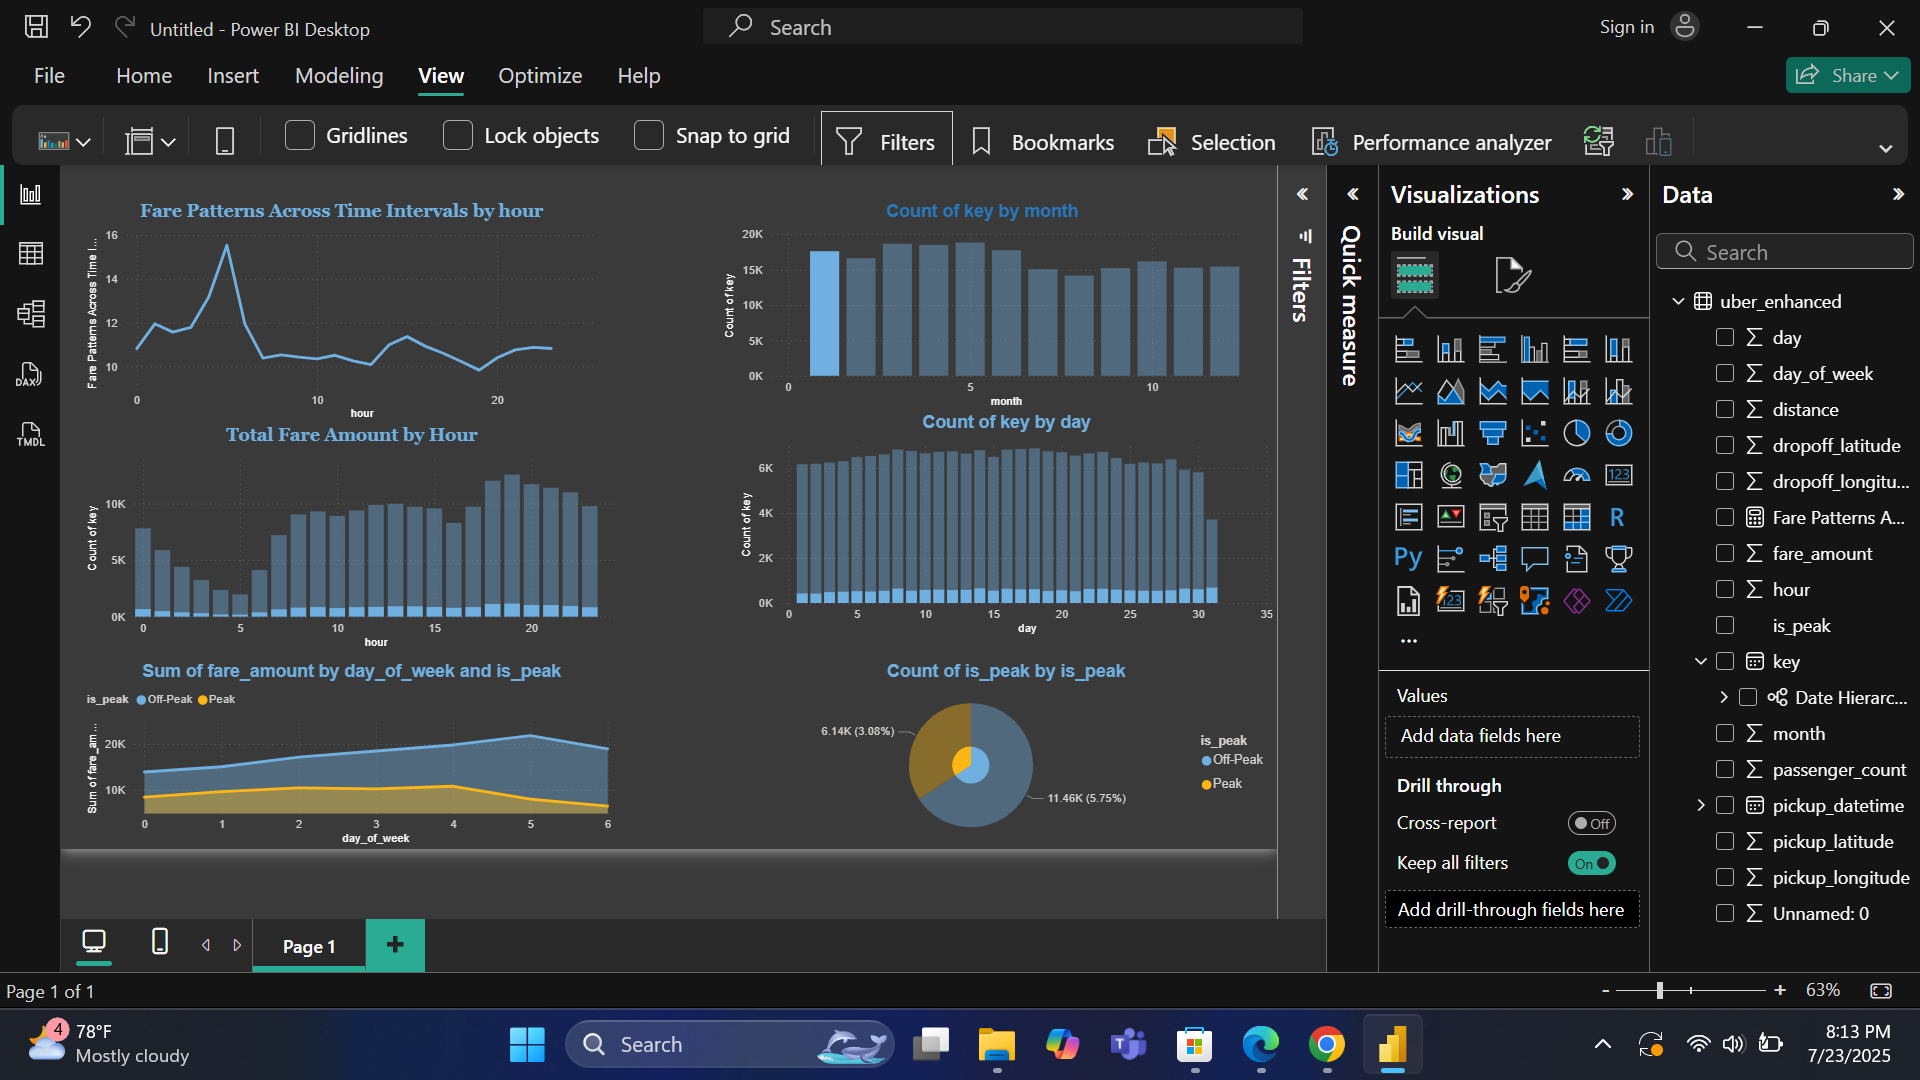 Untitled - Power BI Desktop
Search
Sign in
File
Home
Insert
Modeling
View
Optimize
Help
Share
Gridlines
Lock objects
Snap to grid
Filters
Bookmarks
Selection
Performance analyzer
Fare Patterns Across Time Intervals by hour
Fare Patterns Across Time I...
16
14
12
10
0
10
20
hour
Count of key by month
Count of key
20K
15K
10K
5K
0K
0
5
10
month
Total Fare Amount by Hour
Count of key
10K
5K
0K
0
5
10
15
20
hour
Count of key by day
Count of key
6K
4K
2K
0K
0
5
10
15
20
25
30
35
day
Sum of fare_amount by day_of_week and is_peak
is_peak
Off-Peak
Peak
Sum of fare_am...
20K
10K
0
1
2
3
4
5
6
day_of_week
Count of is_peak by is_peak
6.14K (3.08%)
11.46K (5.75%)
is_peak
Off-Peak
Peak
Filters
Quick measure
Visualizations
Build visual
123
R
Py
123
...
Values
Add data fields here
Drill through
Cross-report
Off
Keep all filters
On
Add drill-through fields here
Data
Search
uber_enhanced
day
day_of_week
distance
dropoff_latitude
dropoff_longitu...
Fare Patterns A...
fare_amount
hour
is_peak
key
Date Hierarc...
month
passenger_count
pickup_datetime
pickup_latitude
pickup_longitude
Unnamed: 0
DAX
TMDL
Page 1
+
Page 1 of 1
- + 63%
4
78°F
Mostly cloudy
Search
8:13 PM
7/23/2025